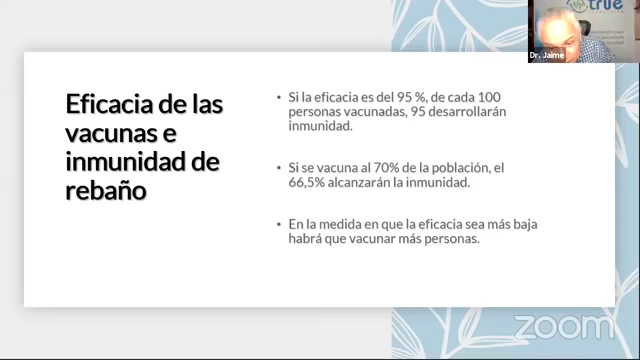 true
Dr. Jaime
Eficacia de las
vacunas e
inmunidad de
rebaño
• Si la eficacia es del 95 %, de cada 100
personas vacunadas, 95 desarrollarán
inmunidad.
• Si se vacuna al 70% de la población, el
66,5% alcanzarán la inmunidad.
• En la medida en que la eficacia sea más baja
habrá que vacunar más personas.
zoom